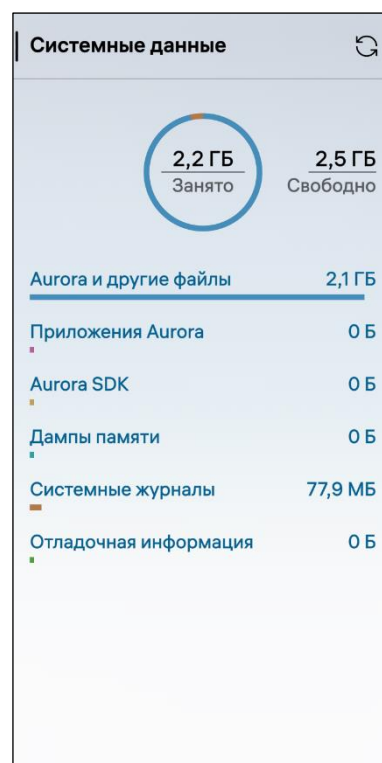 Системные данные
2,2 ГБ 2,5 ГБ
Занято Свободно
Aurora и другие файлы 2,1 ГБ
Приложения Aurora 0 Б
Aurora SDK 0 Б
Дампы памяти 0 Б
Системные журналы 77,9 МБ
Отладочная информация 0 Б